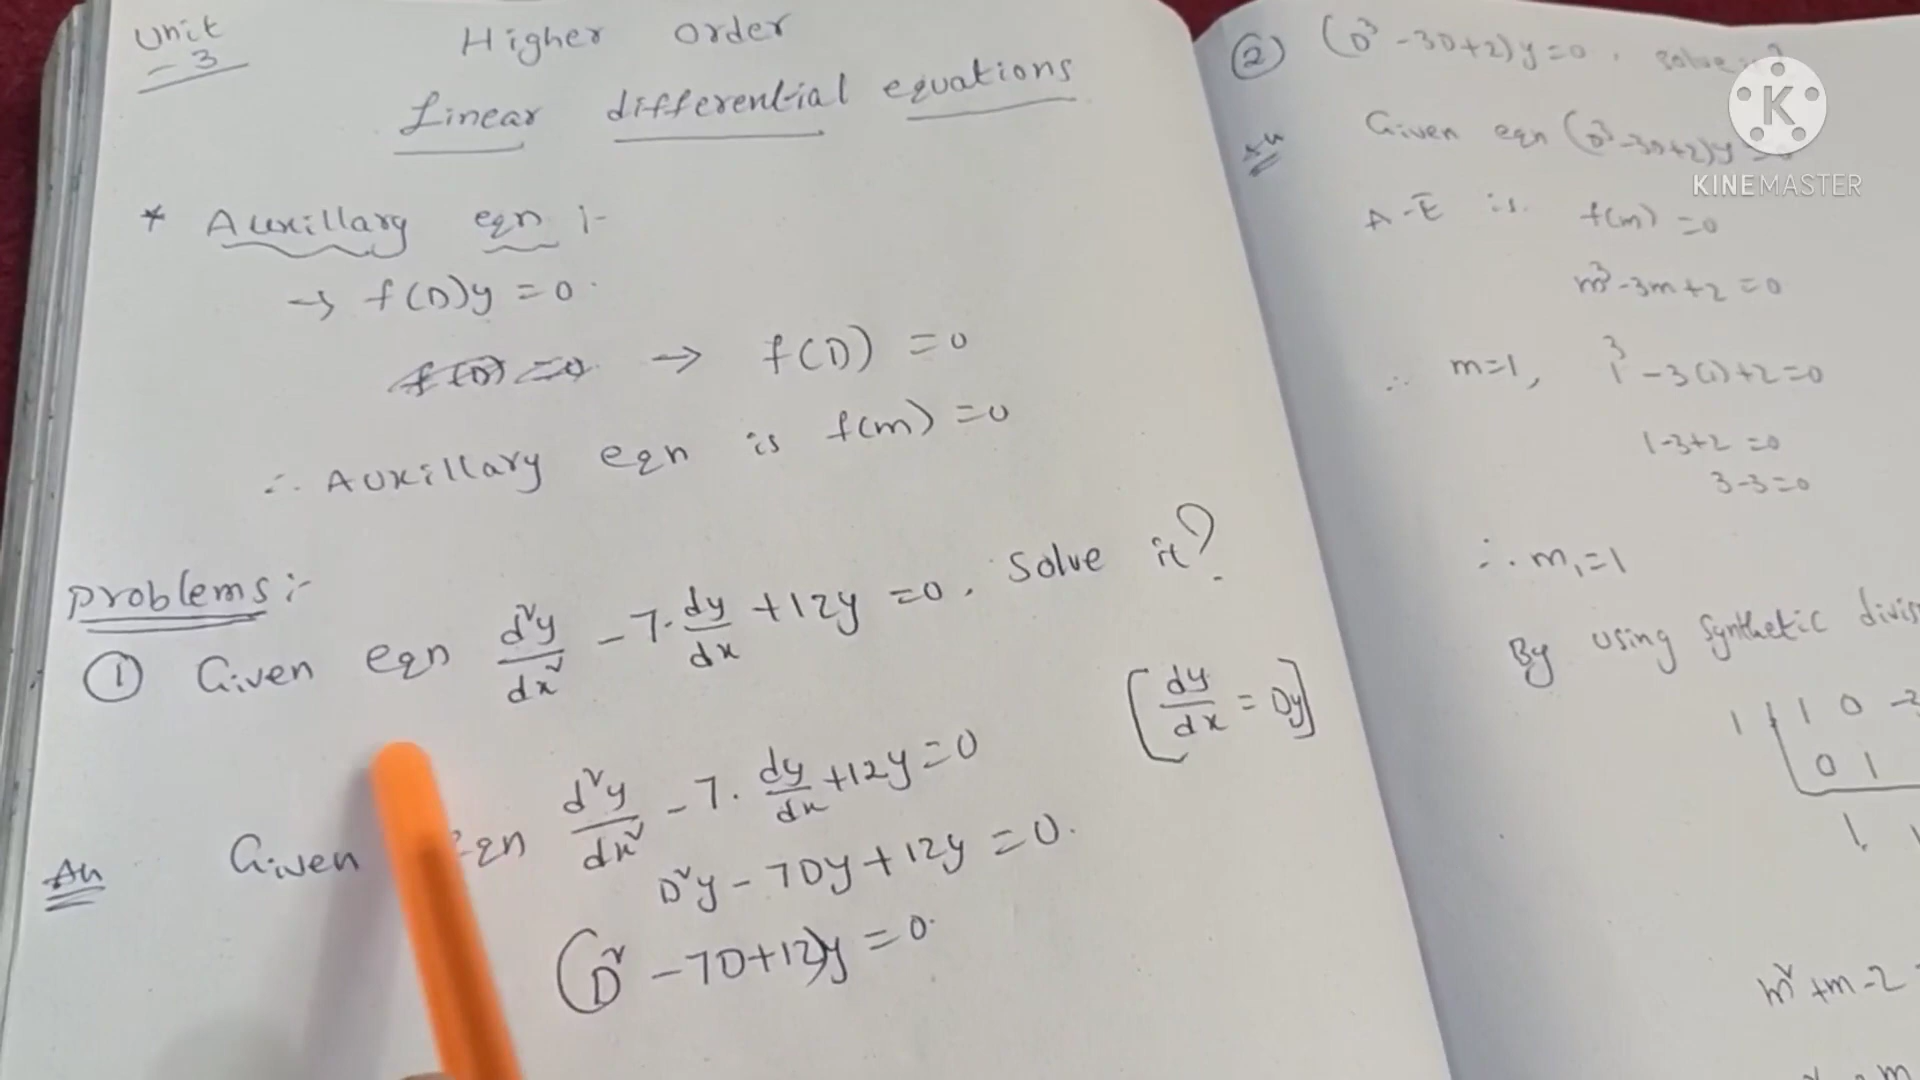 Unit
- 3
Higher Order
Linear differential equations
* Auxillary eqn :-
→ f(D)y = 0.
→ f(D) = 0
∴ Auxillary eqn is f(m) = 0
Problems :-
① Given eqn d²y/dx² - 7·dy/dx + 12y = 0. Solve it?
[dy/dx = Dy]
Given eqn d²y/dx² - 7·dy/dx + 12y = 0
D²y - 7Dy + 12y = 0.
(D² - 7D + 12)y = 0.
② (D³ - 3D + 2)y = 0. solve
Given eqn (D³ - 3D + 2)y = 0
A-E is f(m) = 0
m³ - 3m + 2 = 0
∴ m=1, 1³ - 3(1) + 2 = 0
1-3+2 = 0
3-3=0
∴ m₁=1
By using synthetic divis
1 | 1 0 -3
0 1
1
m² + m - 2
KINEMASTER